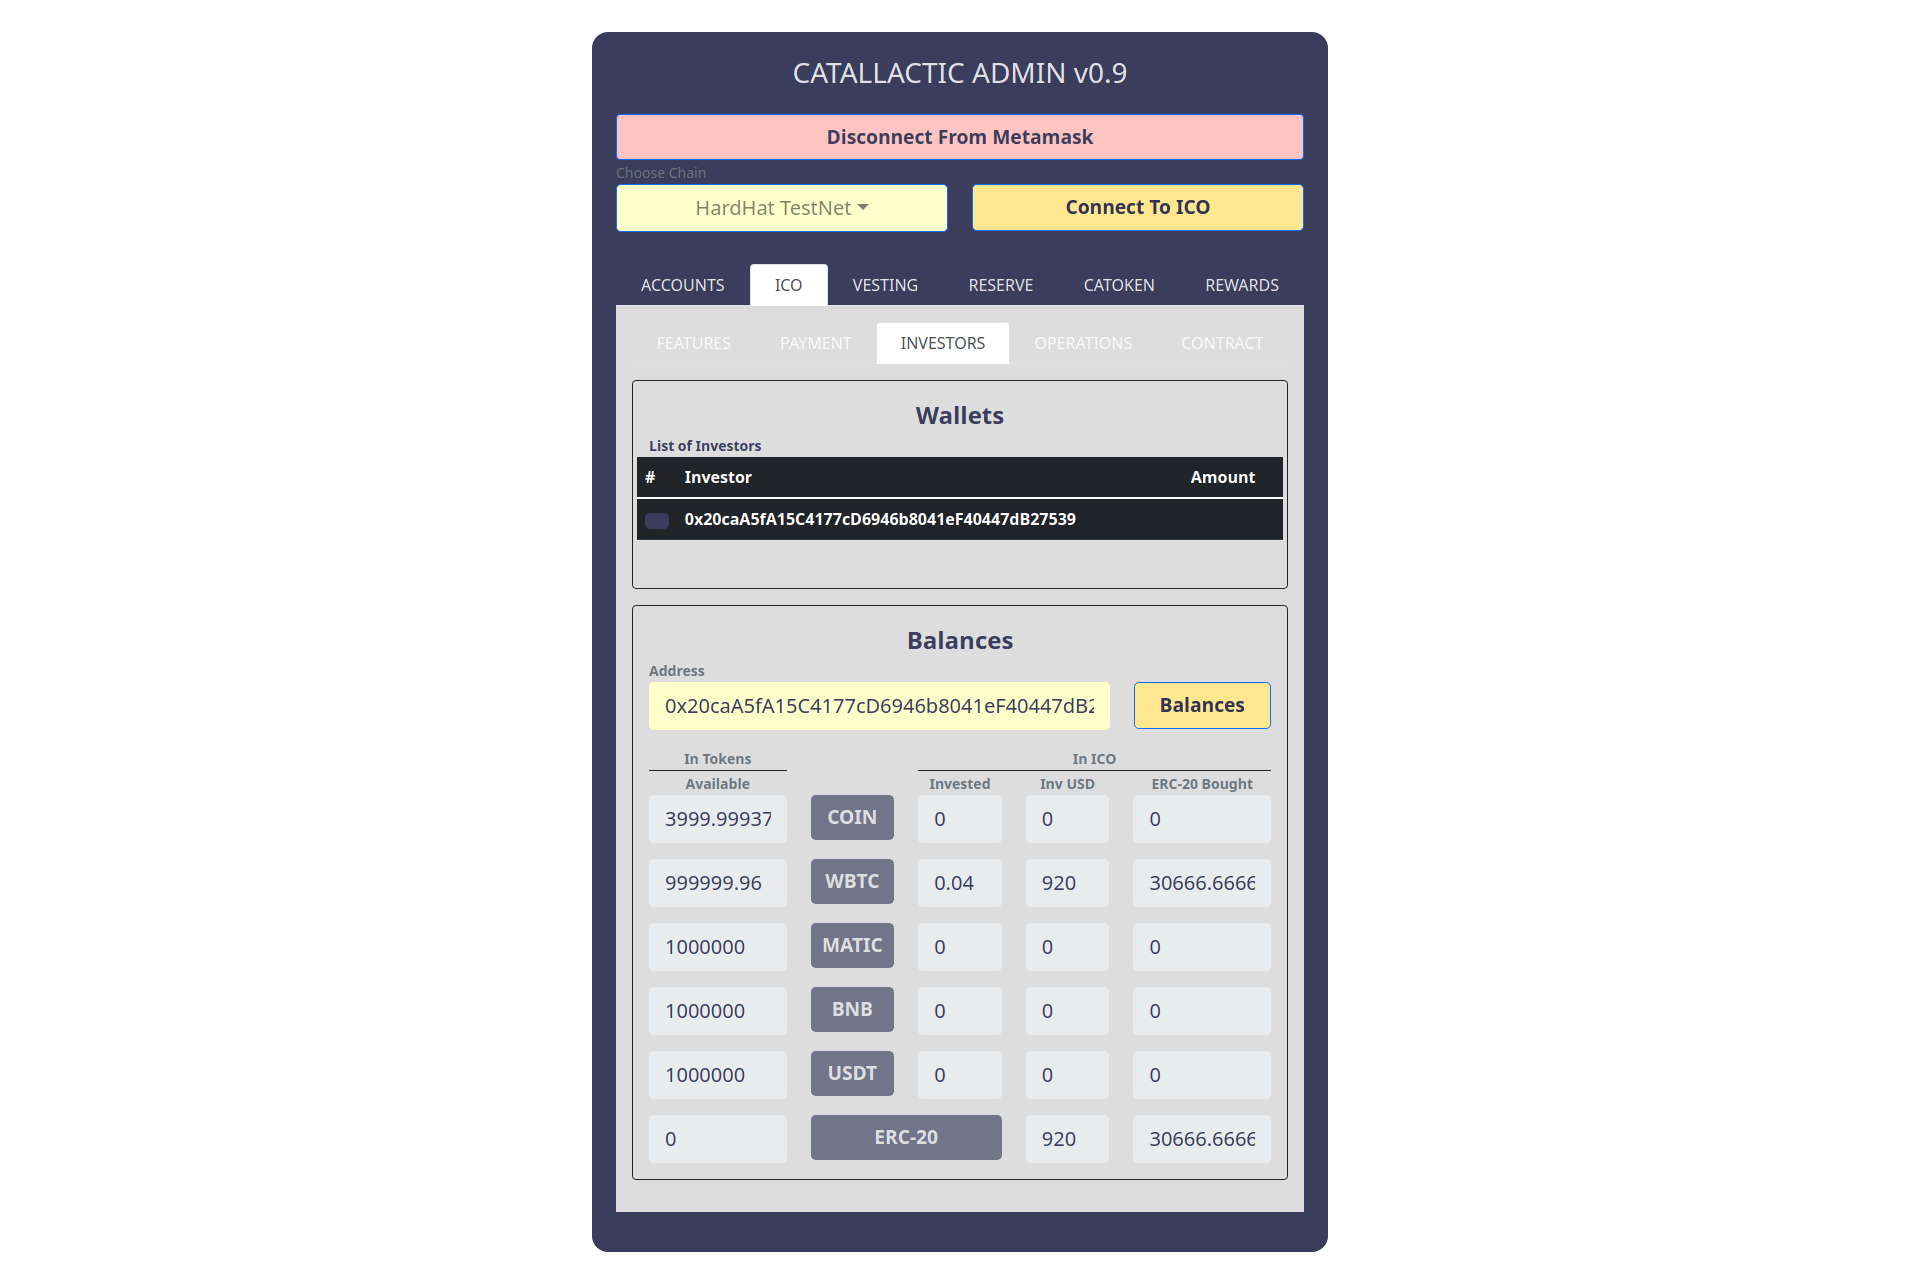 CATALLACTIC ADMIN v0.9
Disconnect From Metamask
Choose Chain
HardHat TestNet
Connect To ICO
ACCOUNTS ICO VESTING RESERVE CATOKEN REWARDS
FEATURES PAYMENT INVESTORS OPERATIONS CONTRACT
Wallets
List of Investors
# Investor Amount
0x20caA5fA15C4177cD6946b8041eF40447dB27539
Balances
Address
0x20caA5fA15C4177cD6946b8041eF40447dB2
Balances
In Tokens In ICO
Available Invested Inv USD ERC-20 Bought
3999.99937 COIN 0 0 0
999999.96 WBTC 0.04 920 30666.6666
1000000 MATIC 0 0 0
1000000 BNB 0 0 0
1000000 USDT 0 0 0
0 ERC-20 920 30666.6666